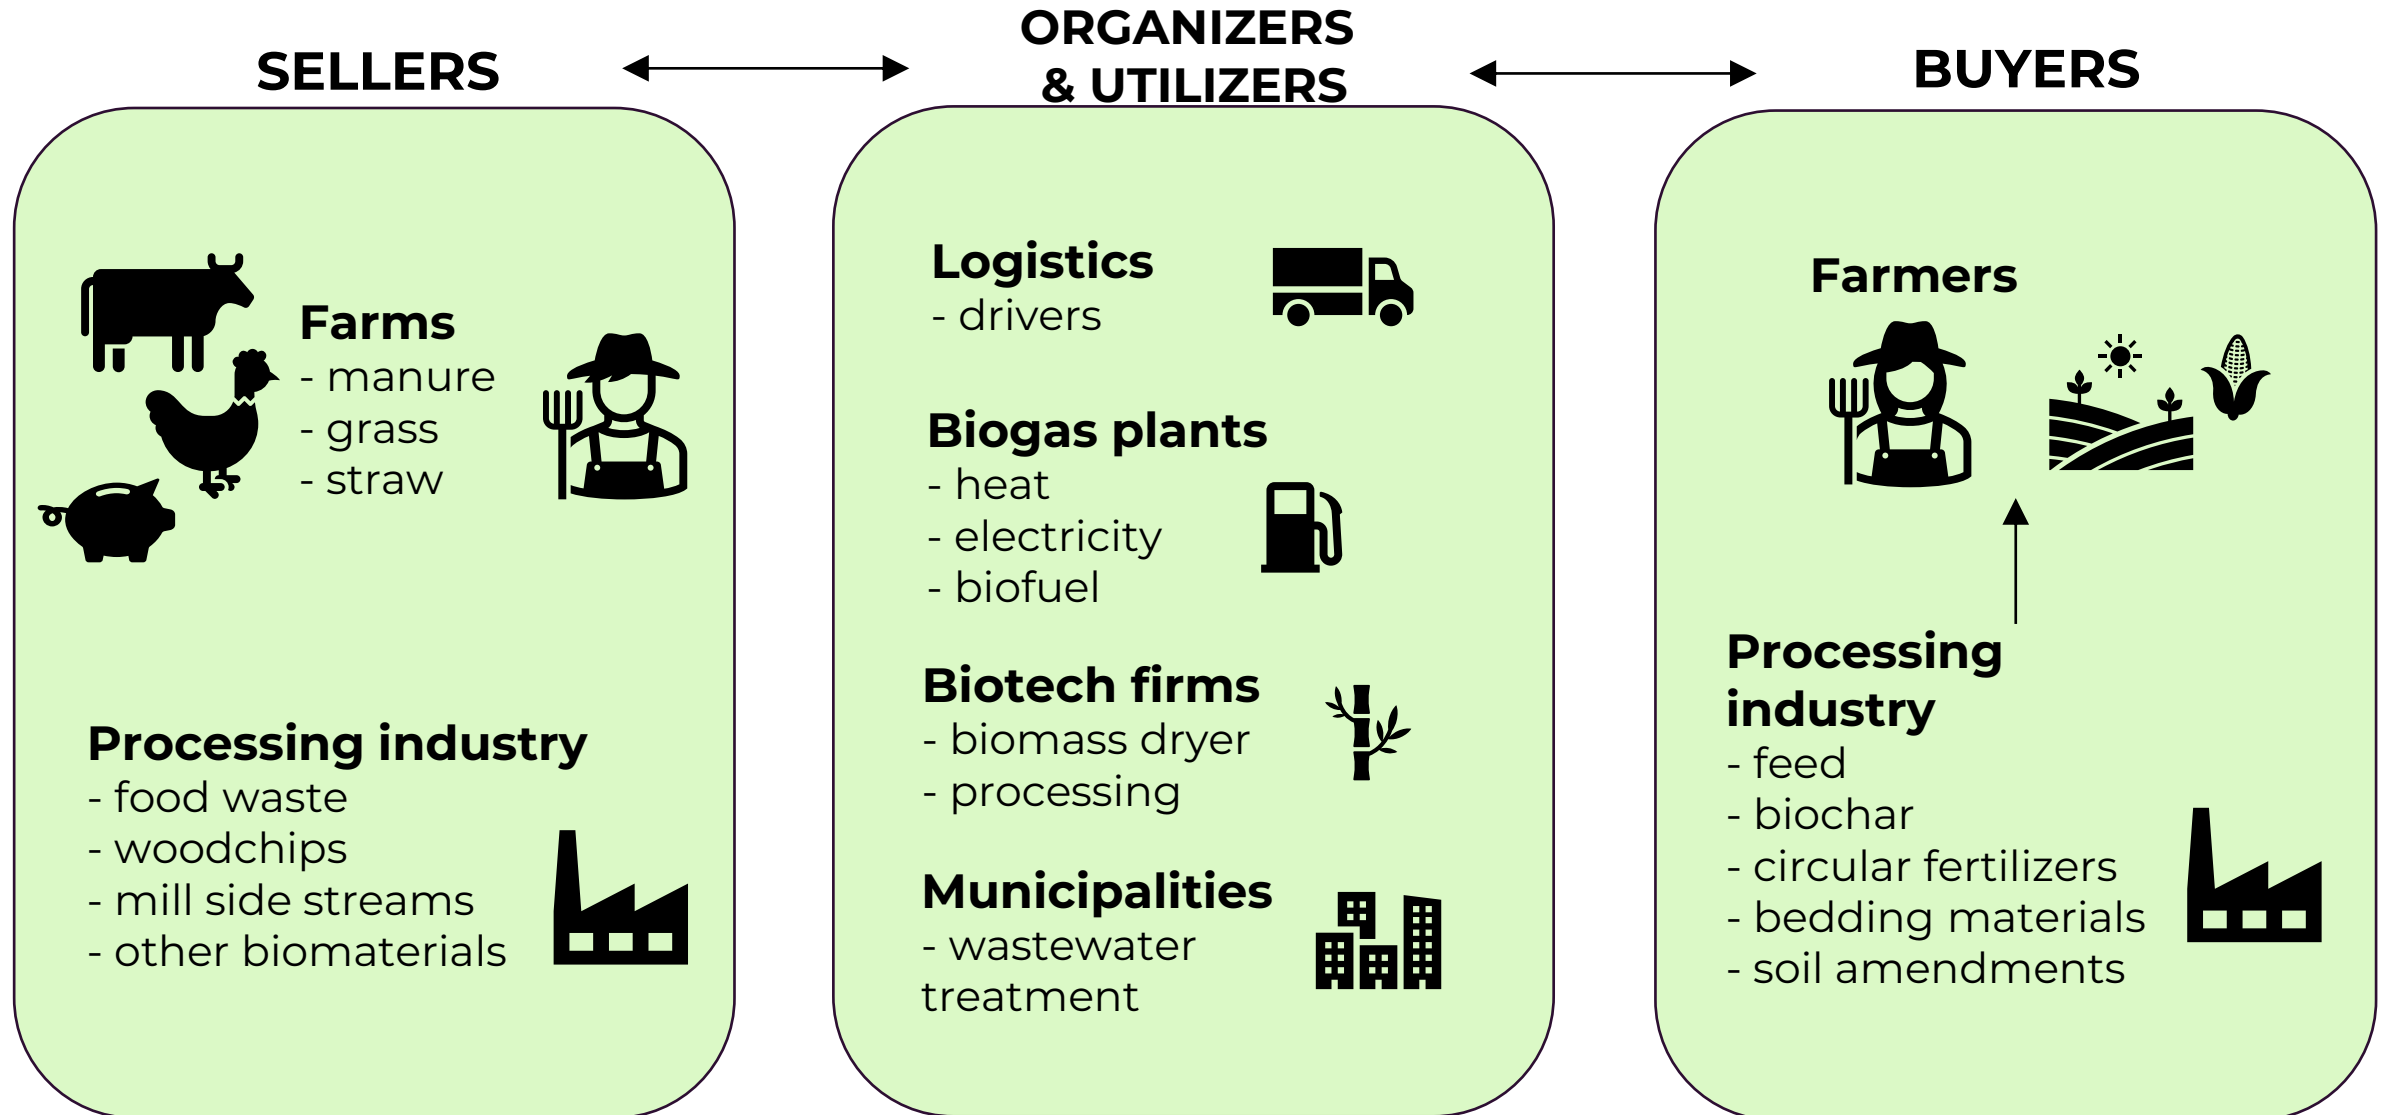 SELLERS
ORGANIZERS
& UTILIZERS
BUYERS
Farms
- manure
- grass
- straw
Processing industry
- food waste
- woodchips
- mill side streams
- other biomaterials
Logistics
- drivers
Biogas plants
- heat
- electricity
- biofuel
Biotech firms
- biomass dryer
- processing
Municipalities
- wastewater
treatment
Farmers
Processing
industry
- feed
- biochar
- circular fertilizers
- bedding materials
- soil amendments